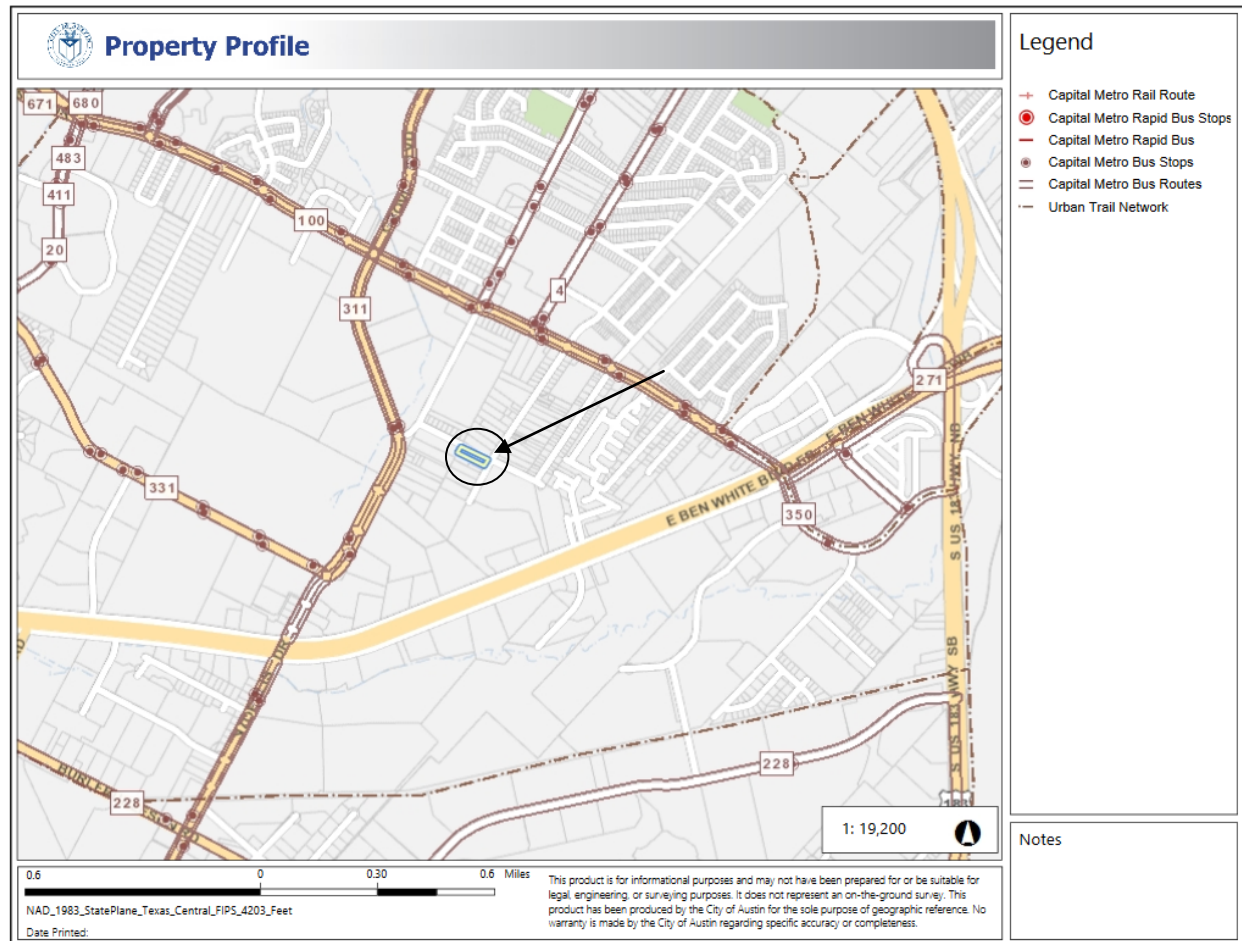 Property Profile
Legend
Capital Metro Rail Route
Capital Metro Rapid Bus Stops
Capital Metro Rapid Bus
Capital Metro Bus Stops
Capital Metro Bus Routes
Urban Trail Network
671
680
483
411
20
100
311
4
271
WB
E BEN WHITE
E BEN WHITE BLVD
331
350
S US 183 HWY NB
S US 183 HWY SB
DR
228
228
183
1: 19,200
Notes
0.6
0
0.30
0.6
Miles
NAD_1983_StatePlane_Texas_Central_FIPS_4203_Feet
Date Printed:
This product is for informational purposes and may not have been prepared for or be suitable for
legal, engineering, or surveying purposes. It does not represent an on-the-ground survey. This
product has been produced by the City of Austin for the sole purpose of geographic reference. No
warranty is made by the City of Austin regarding specific accuracy or completeness.